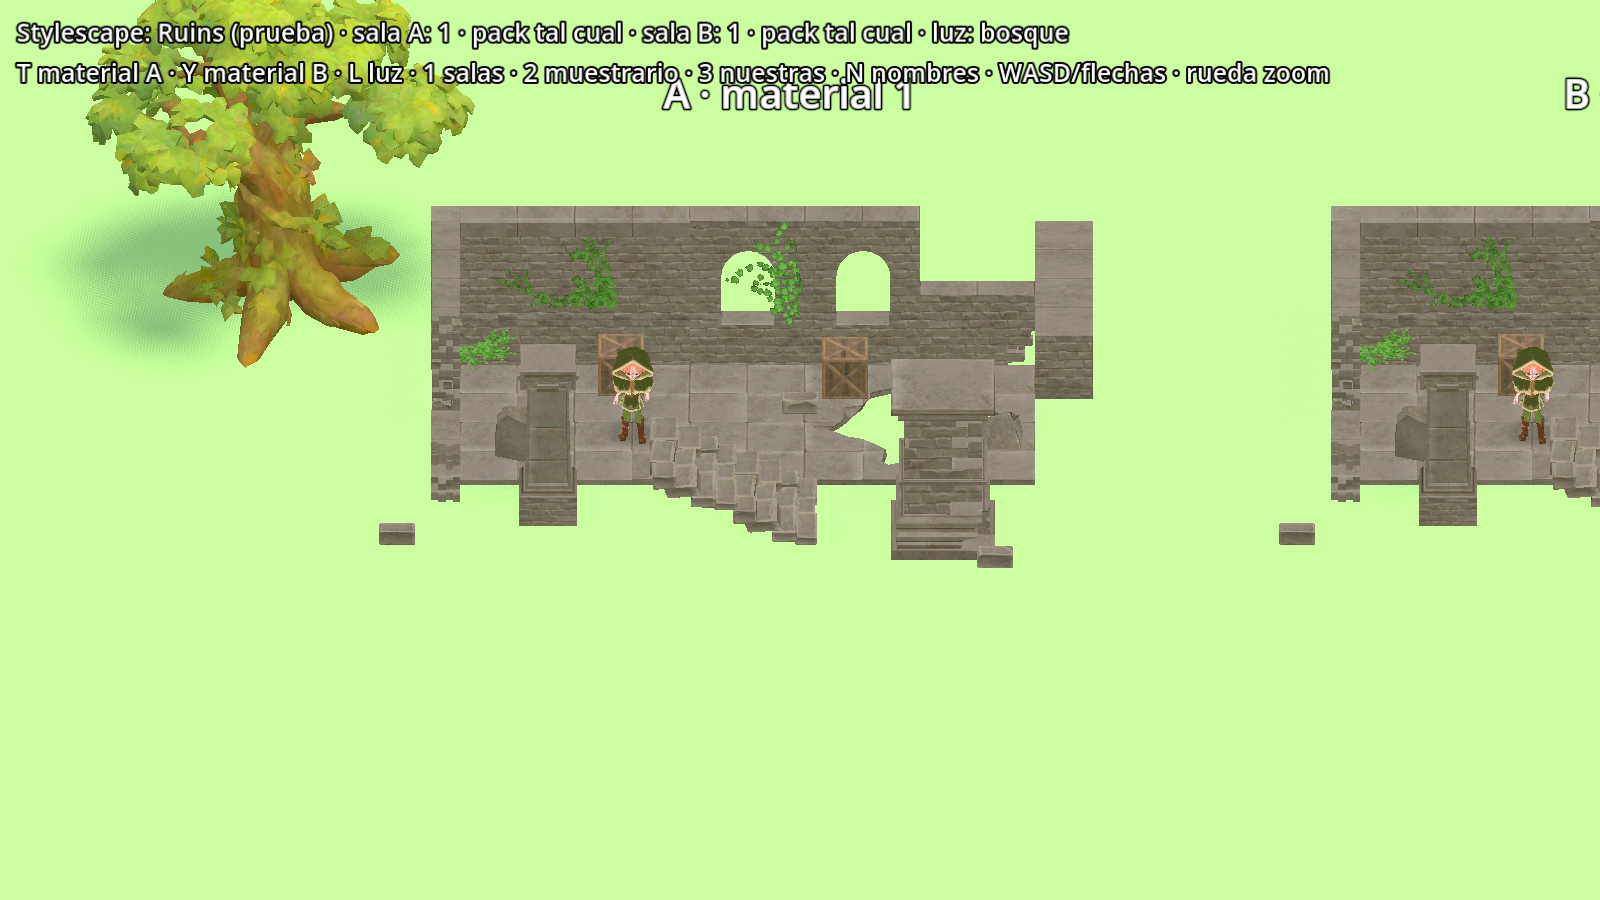 Stylescape: Ruins (prueba) · sala A: 1 · pack tal cual · sala B: 1 · pack tal cual · luz: bosque
T material A · Y material B · L luz · 1 salas · 2 muestrario · 3 nuestras · N nombres · WASD/flechas · rueda zoom
A · material 1
B